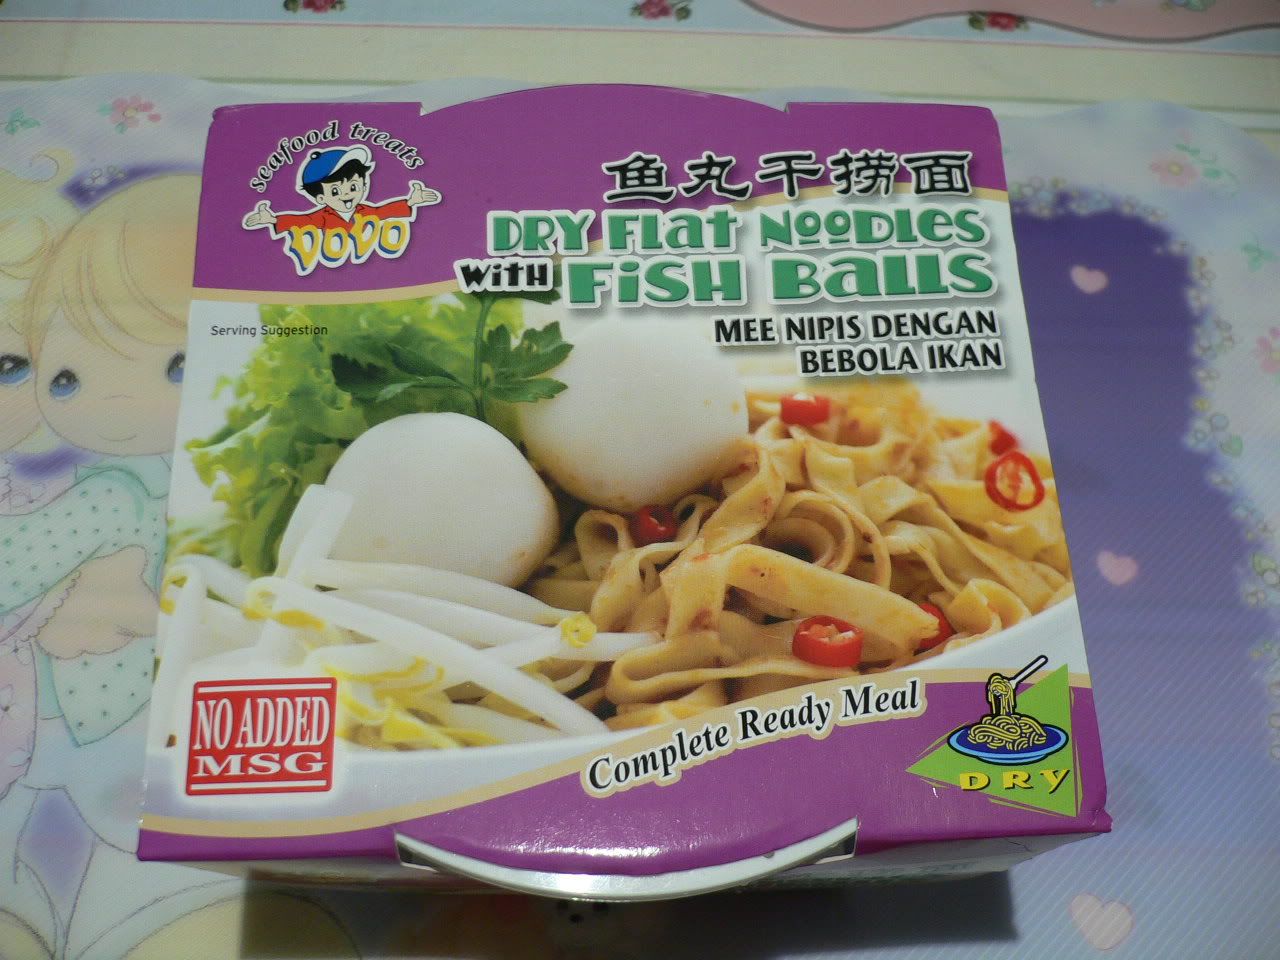 seafood treats
DODO
鱼丸干捞面
DRY FLat NOODLES
WitH FiSH BaLLS
MEE NIPIS DENGAN
BEBOLA IKAN
Serving Suggestion
NO ADDED
MSG
Complete Ready Meal
DRY